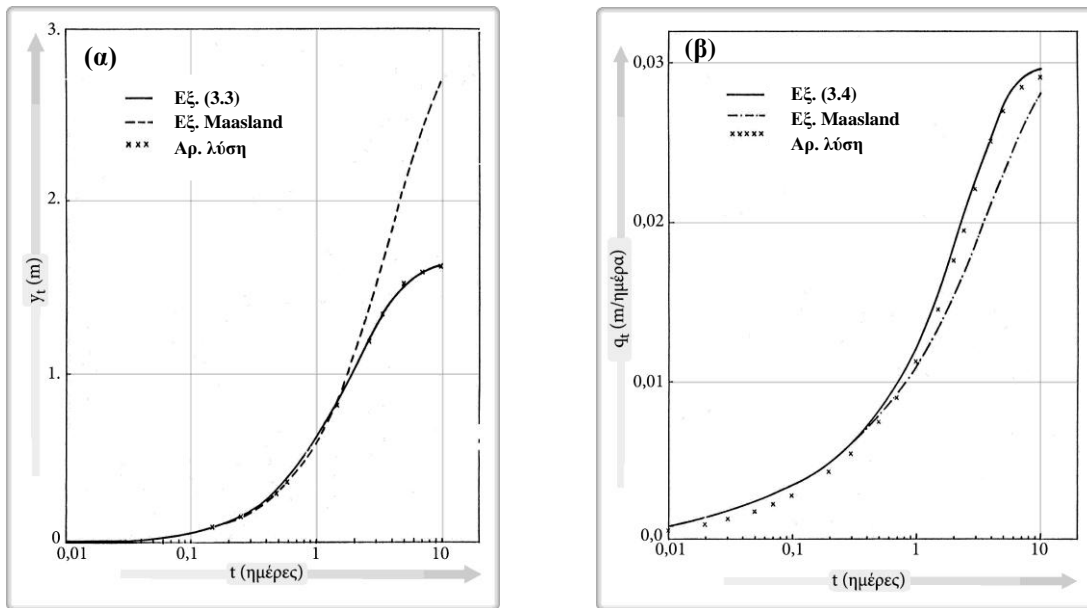 (α)
Εξ. (3.3)
Εξ. Maasland
Αρ. λύση
3.
2.
1.
0
0,01
0,1
1
10
y_t (m)
t (ημέρες)
(β)
Εξ. (3.4)
Εξ. Maasland
Αρ. λύση
0,03
0,02
0,01
0,0
0,01
0,1
1
10
q_t (m/ημέρα)
t (ημέρες)